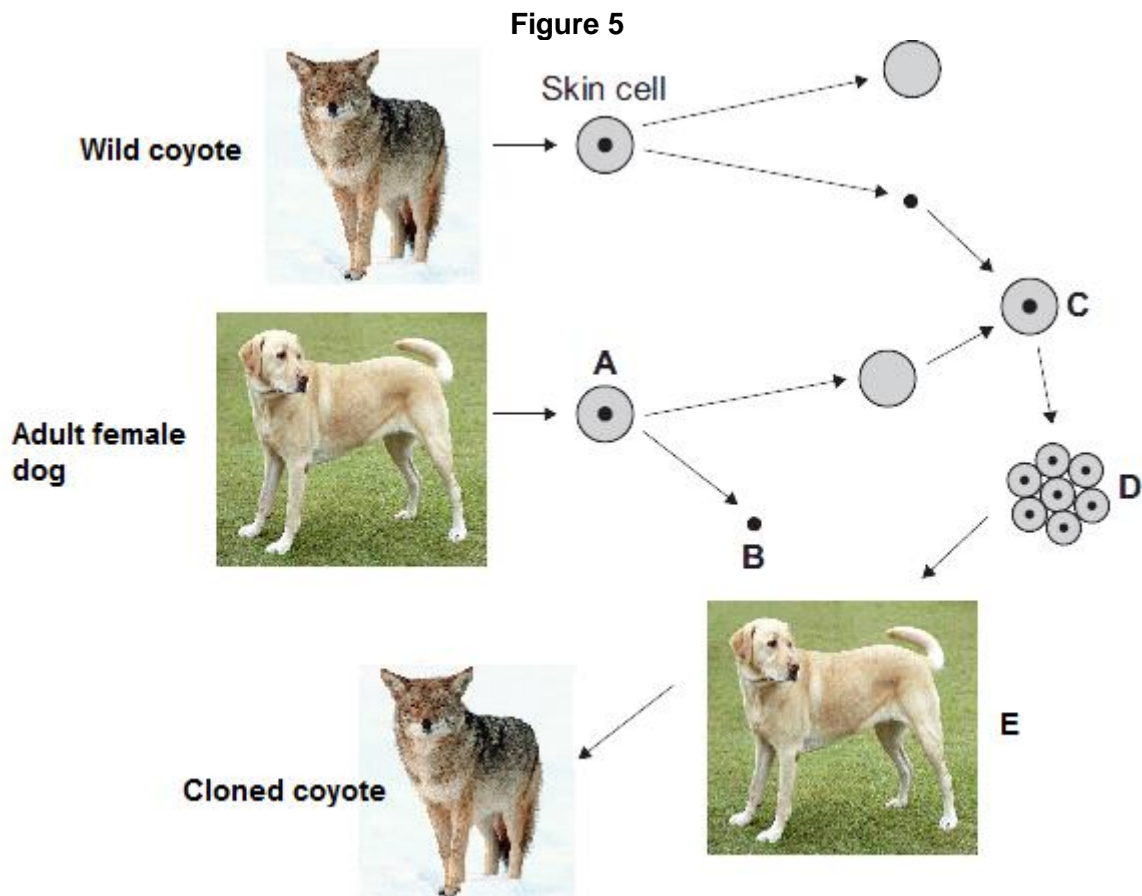 Figure 5
Skin cell
Wild coyote
C
A
Adult female
dog
D
B
E
Cloned coyote